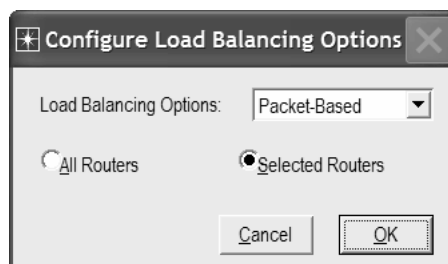 Configure Load Balancing Options
Load Balancing Options: Packet-Based
All Routers Selected Routers
Cancel OK